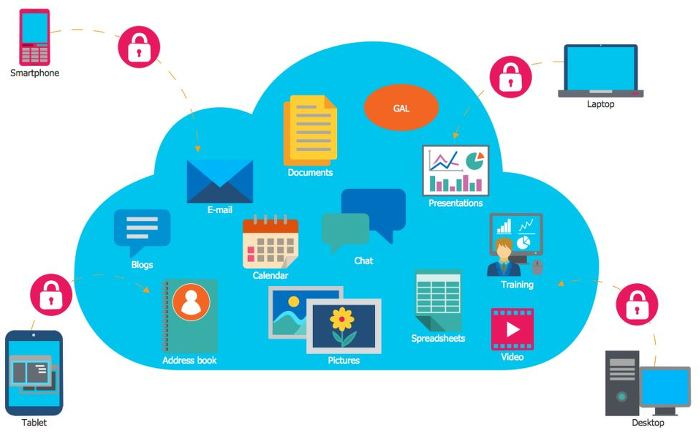 Smartphone
Laptop
GAL
Documents
Presentations
E-mail
Blogs
Calendar
Chat
Training
Address book
Pictures
Spreadsheets
Video
Tablet
Desktop